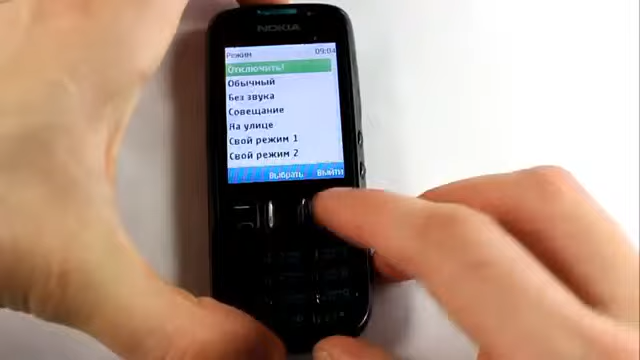 NOKIA
Режим 09:04
Отключить!
Обычный
Без звука
Совещание
На улице
Свой режим 1
Свой режим 2
Выбрать Выйти